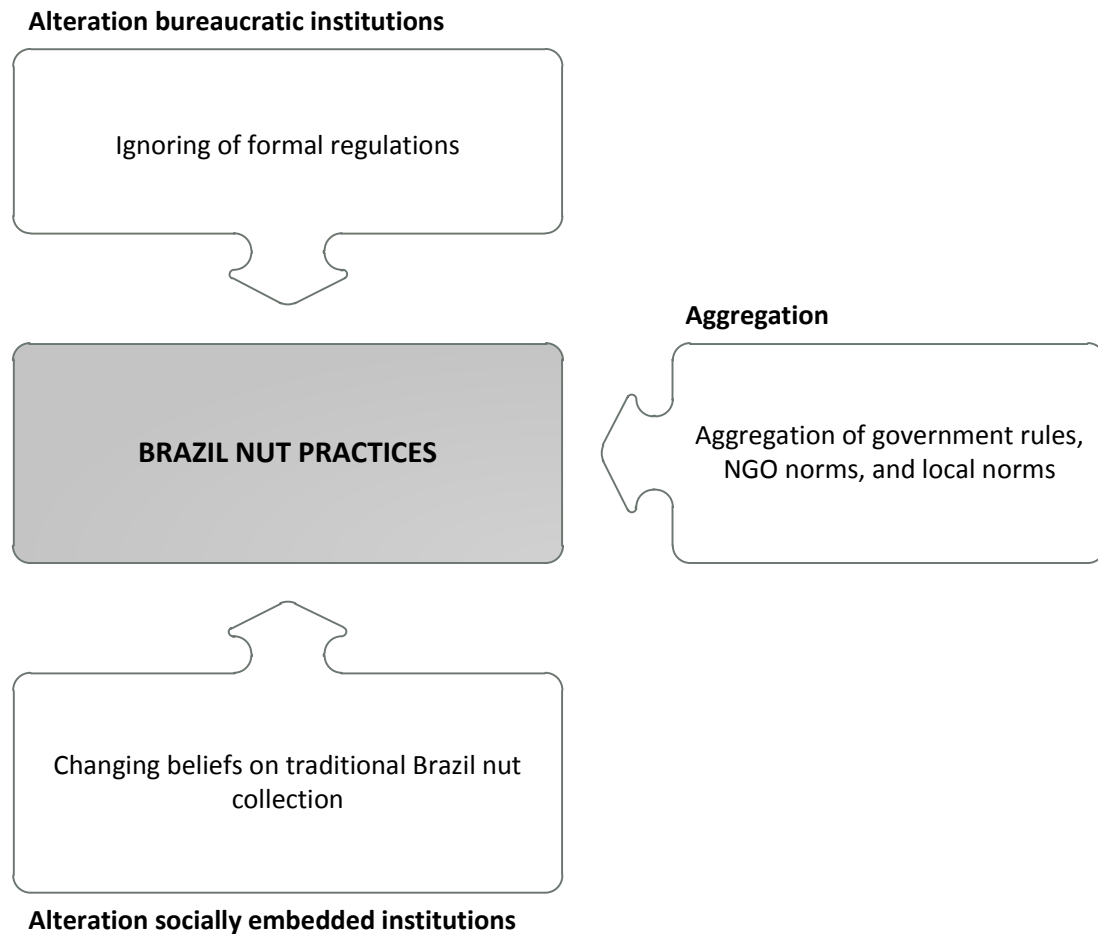 Alteration bureaucratic institutions
Ignoring of formal regulations
Aggregation
BRAZIL NUT PRACTICES
Aggregation of government rules,
NGO norms, and local norms
Changing beliefs on traditional Brazil nut
collection
Alteration socially embedded institutions